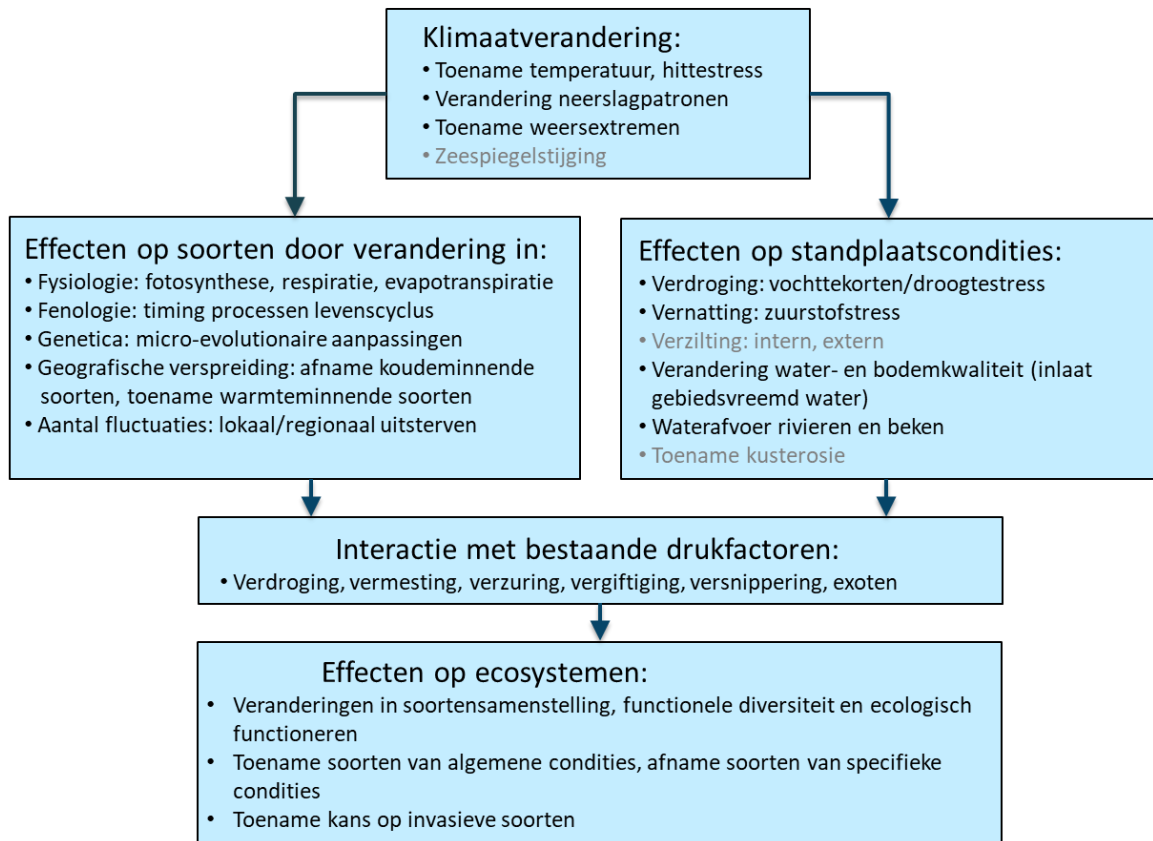 Klimaatverandering:
• Toename temperatuur, hittestress
• Verandering neerslagpatronen
• Toename weersextremen
• Zeespiegelstijging
Effecten op soorten door verandering in:
• Fysiologie: fotosynthese, respiratie, evapotranspiratie
• Fenologie: timing processen levenscyclus
• Genetica: micro-evolutionaire aanpassingen
• Geografische verspreiding: afname koudeminnende
soorten, toename warmteminnende soorten
• Aantal fluctuaties: lokaal/regionaal uitsterven
Effecten op standplaatscondities:
• Verdroging: vochttekorten/droogtestress
• Vernatting: zuurstofstress
• Verzilting: intern, extern
• Verandering water- en bodemkwaliteit (inlaat
gebiedsvreemd water)
• Waterafvoer rivieren en beken
• Toename kusterosie
Interactie met bestaande drukfactoren:
• Verdroging, vermesting, verzuring, vergiftiging, versnippering, exoten
Effecten op ecosystemen:
• Veranderingen in soortensamenstelling, functionele diversiteit en ecologisch
functioneren
• Toename soorten van algemene condities, afname soorten van specifieke
condities
• Toename kans op invasieve soorten